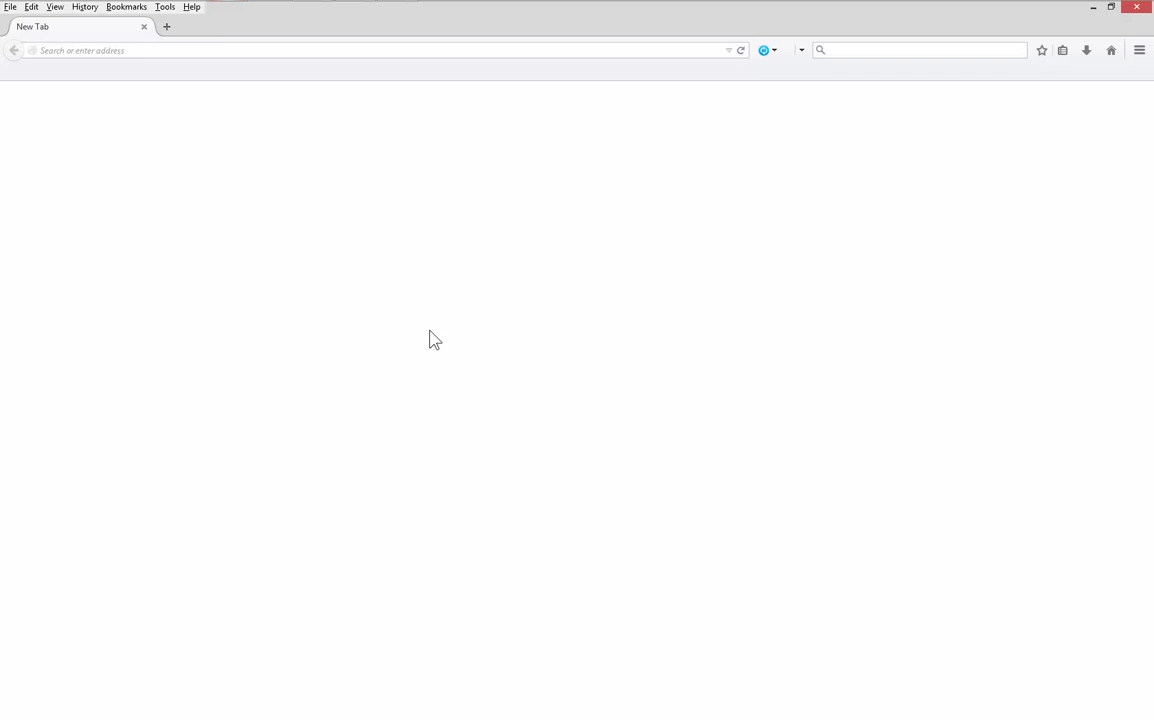 File Edit View History Bookmarks Tools Help
New Tab
Search or enter address